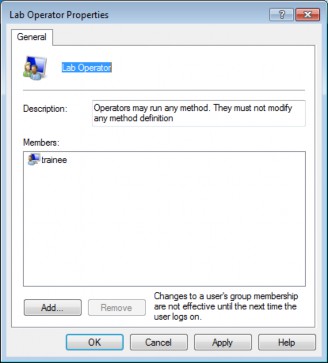 Lab Operator Properties
General
Lab Operator
Description:
Operators may run any method. They must not modify
any method definition
Members:
trainee
Add...
Remove
Changes to a user's group membership
are not effective until the next time the
user logs on.
OK
Cancel
Apply
Help